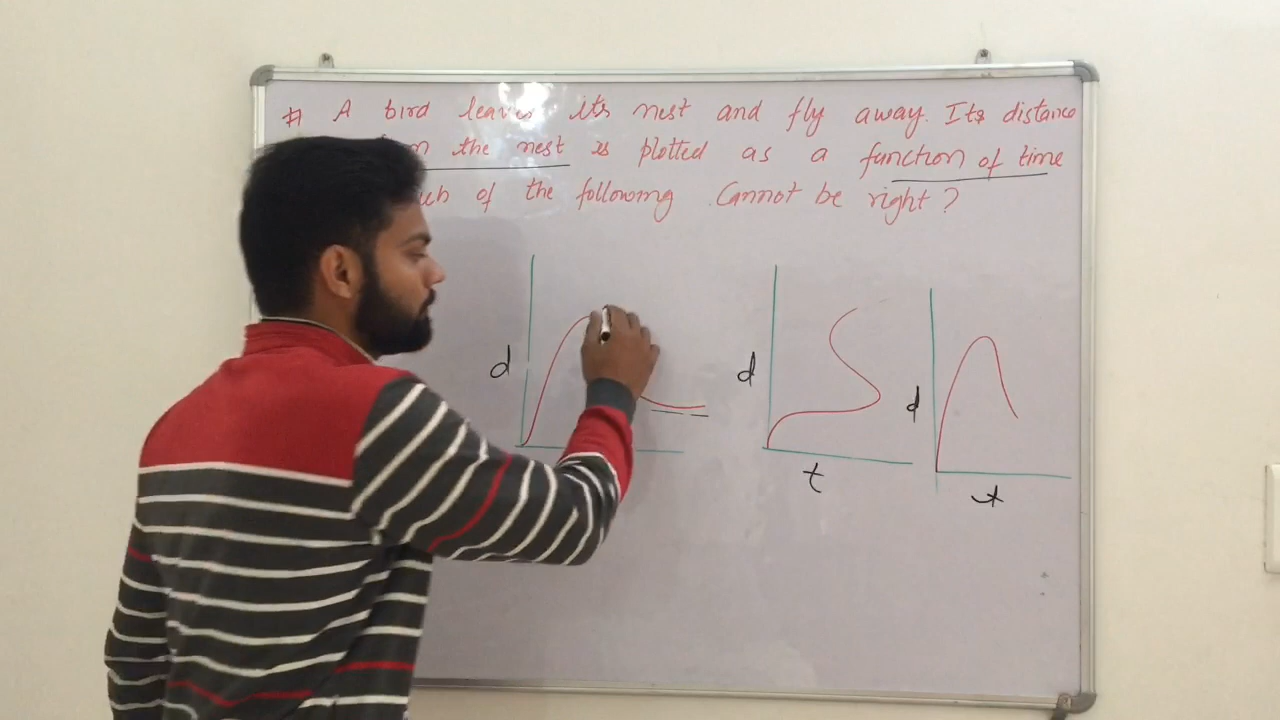 # A bird leaves its nest and fly away. Its distance
the nest is plotted as a function of time
of the following Cannot be right ?
d d d
t t